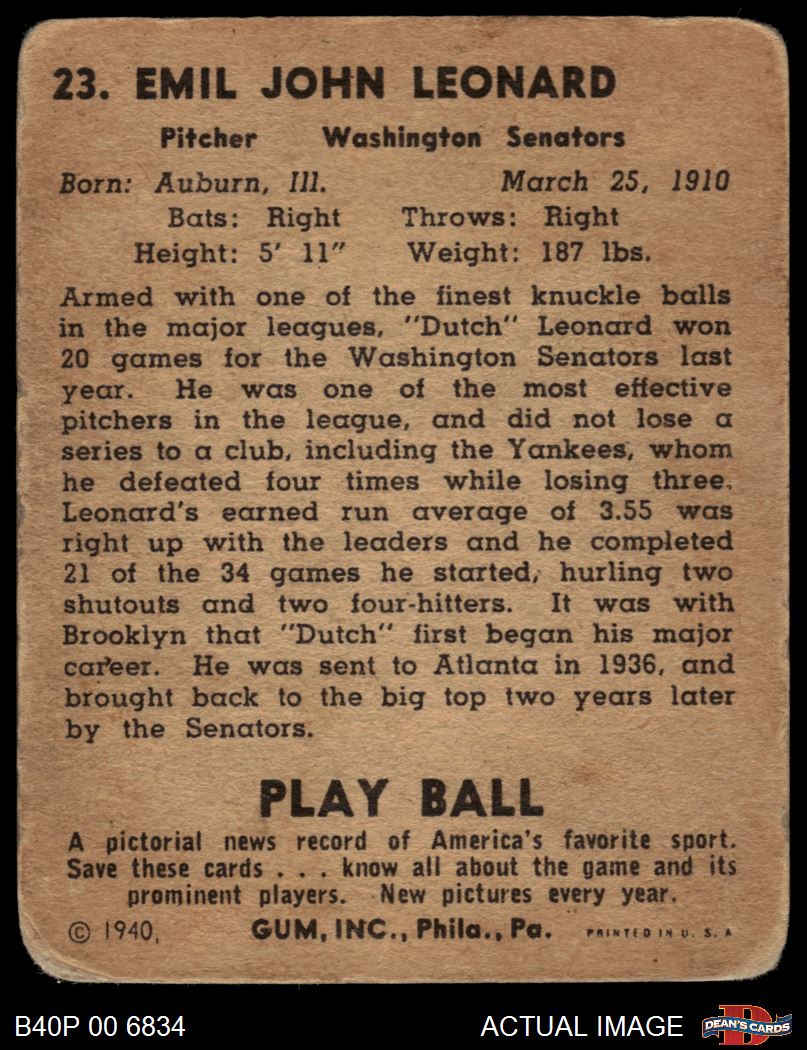 23. EMIL JOHN LEONARD
Pitcher Washington Senators
Born: Auburn, Ill. March 25, 1910
Bats: Right Throws: Right
Height: 5' 11" Weight: 187 lbs.
Armed with one of the finest knuckle balls
in the major leagues, "Dutch" Leonard won
20 games for the Washington Senators last
year. He was one of the most effective
pitchers in the league, and did not lose a
series to a club, including the Yankees, whom
he defeated four times while losing three.
Leonard's earned run average of 3.55 was
right up with the leaders and he completed
21 of the 34 games he started, hurling two
shutouts and two four-hitters. It was with
Brooklyn that "Dutch" first began his major
career. He was sent to Atlanta in 1936, and
brought back to the big top two years later
by the Senators.
PLAY BALL
A pictorial news record of America's favorite sport.
Save these cards . . . know all about the game and its
prominent players. New pictures every year.
© 1940, GUM, INC., Phila., Pa. PRINTED IN U. S. A
B40P 00 6834 ACTUAL IMAGE D DEAN'S CARDS